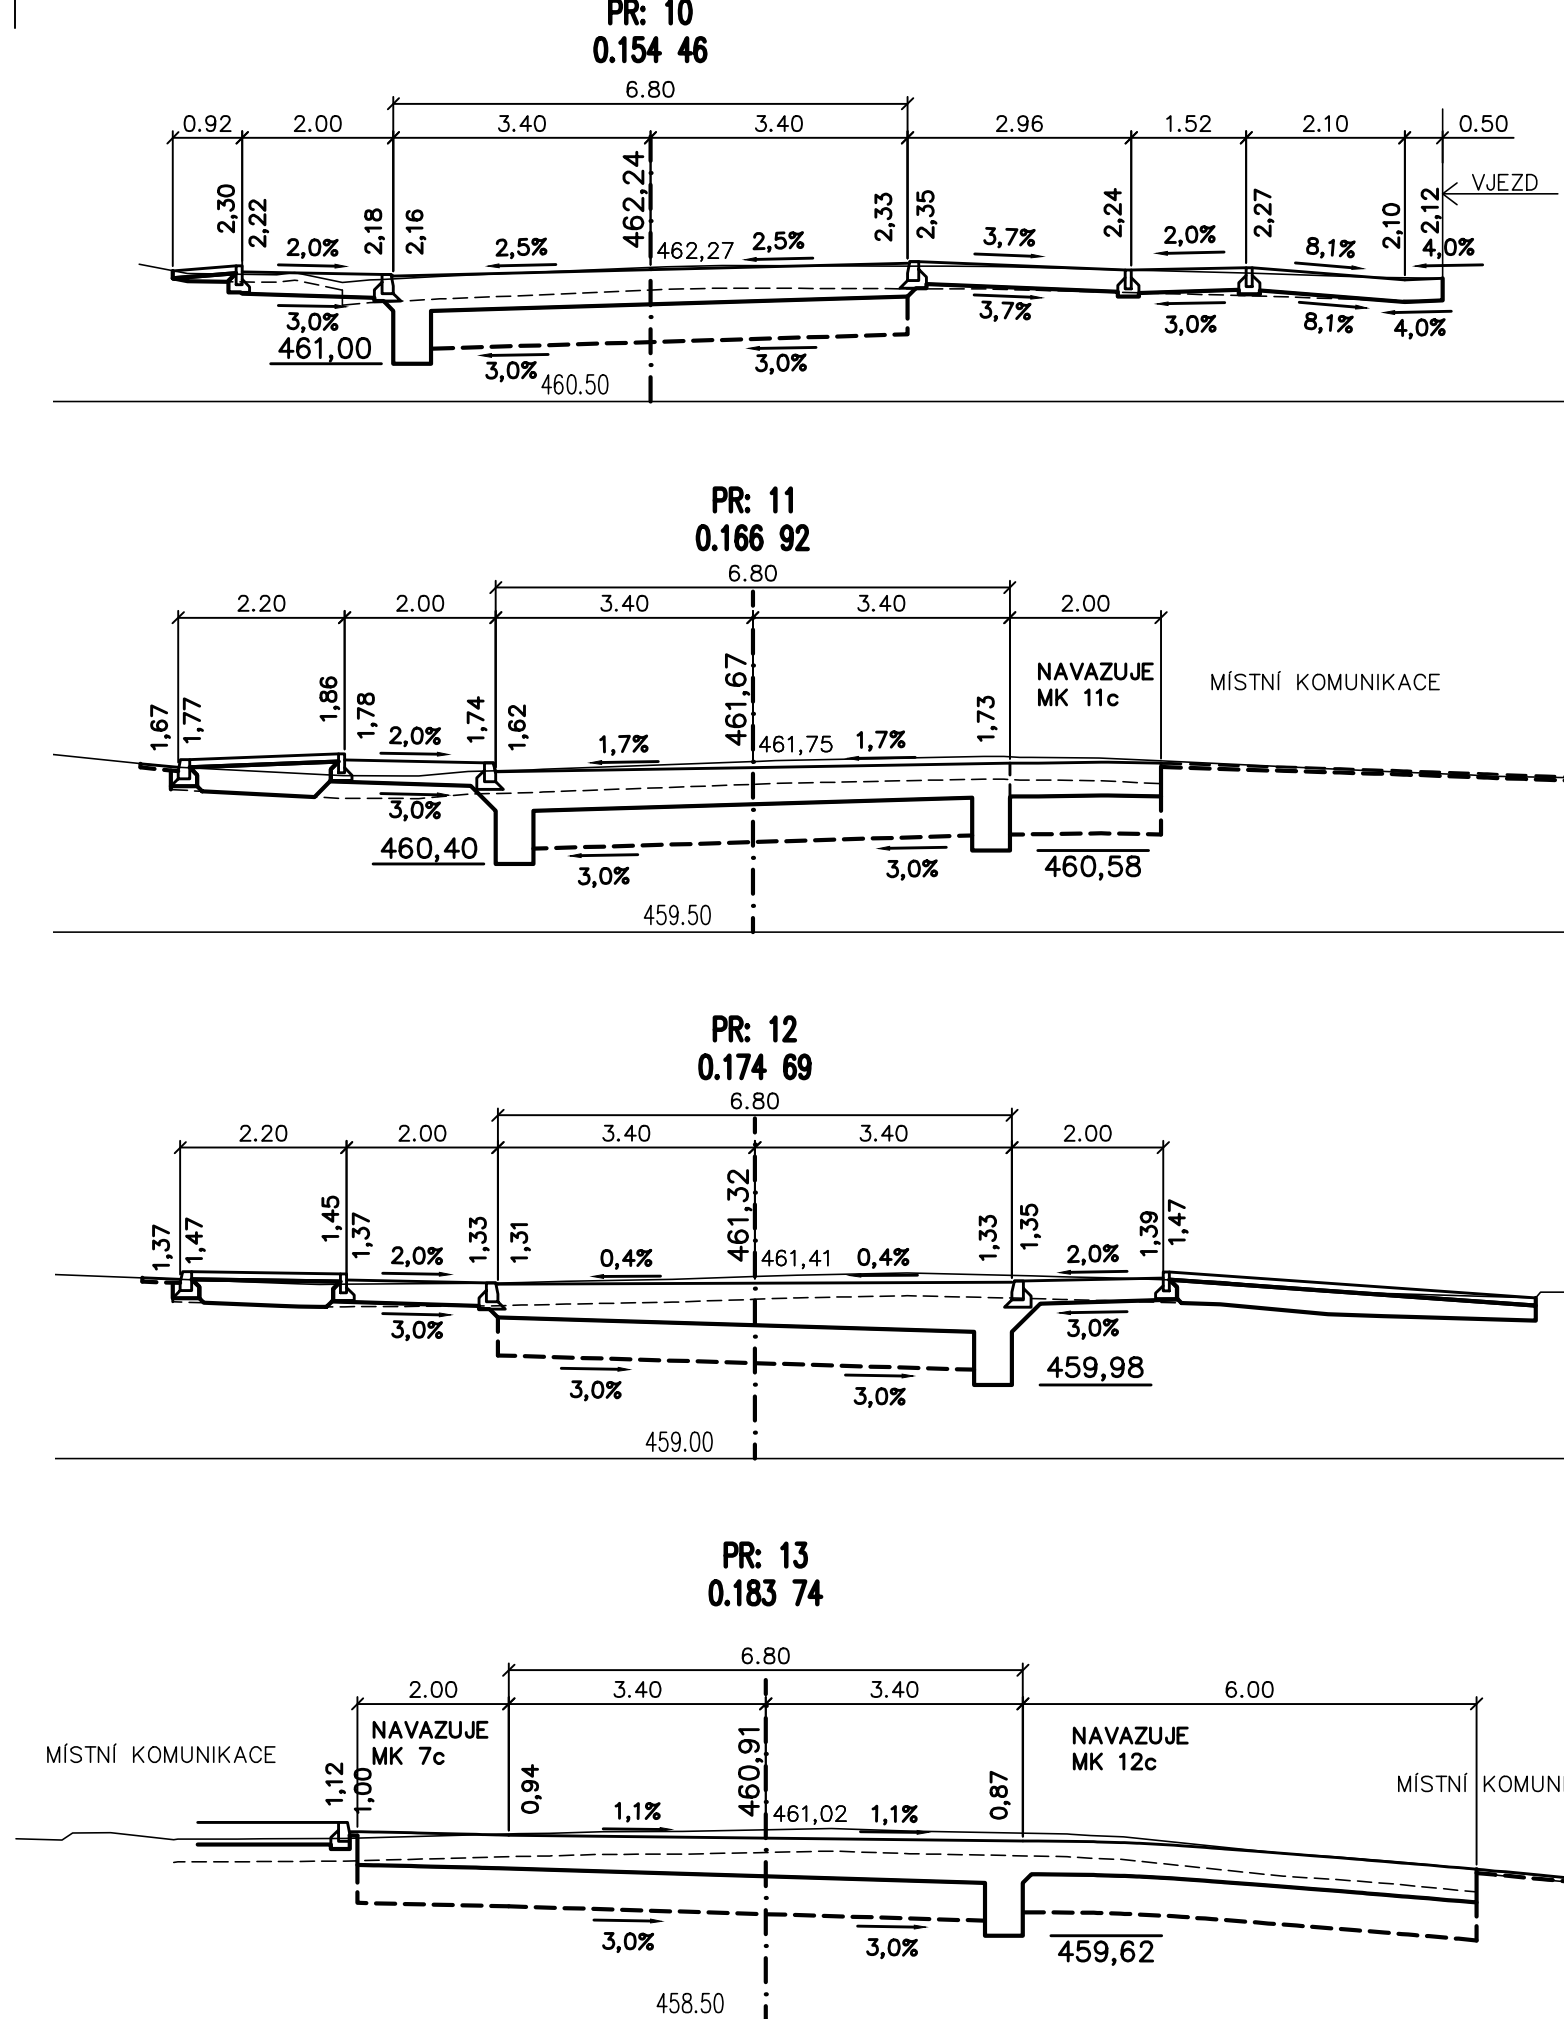 PR: 10
0.154 46
6.80
0.92 2.00 3.40 3.40 2.96 1.52 2.10 0.50
VJEZD
2,30 2,22 2,18 2,16 462,24 2,33 2,35 2,24 2,27 2,10 2,12
2,0% 2,5% 462,27 2,5% 3,7% 2,0% 8,1% 4,0%
3,0% 3,7% 3,0% 8,1% 4,0%
461,00
3,0% 3,0%
460.50
PR: 11
0.166 92
6.80
2.20 2.00 3.40 3.40 2.00
NAVAZUJE
MK 11c
MÍSTNÍ KOMUNIKACE
1,67 1,77 1,86 1,78 1,74 1,62 461,67 1,73
2,0% 1,7% 461,75 1,7%
3,0%
460,40 460,58
3,0% 3,0%
459.50
PR: 12
0.174 69
6.80
2.20 2.00 3.40 3.40 2.00
1,37 1,47 1,45 1,37 1,33 1,31 461,32 1,33 1,35 1,39 1,47
2,0% 0,4% 461,41 0,4% 2,0%
3,0% 3,0%
459,98
3,0% 3,0%
459.00
PR: 13
0.183 74
6.80
2.00 3.40 3.40 6.00
NAVAZUJE
MK 7c
NAVAZUJE
MK 12c
MÍSTNÍ KOMUNIKACE
MÍSTNÍ KOMUNI
1,12 1,00 0,94 460,91 0,87
1,1% 461,02 1,1%
3,0% 3,0%
459,62
458.50